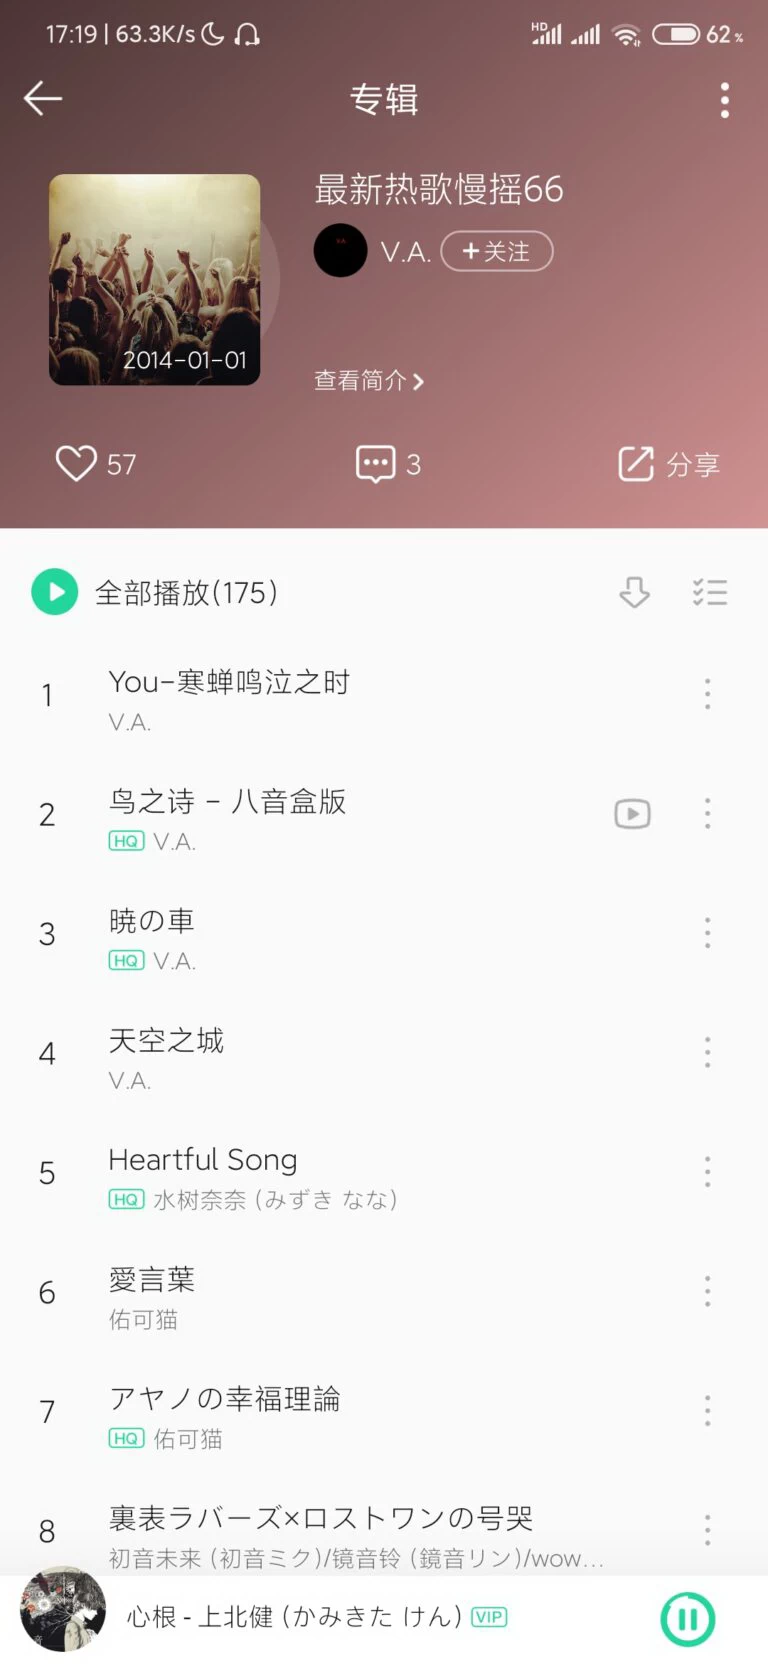 17:19 | 63.3K/s HD 62%
专辑
最新热歌慢摇66
V.A. +关注
2014-01-01
查看简介
57 3 分享
全部播放(175)
1 You-寒蝉鸣泣之时
V.A.
2 鸟之诗 - 八音盒版
HQ V.A.
3 暁の車
HQ V.A.
4 天空之城
V.A.
5 Heartful Song
HQ 水树奈奈 (みずき なな)
6 愛言葉
佑可猫
7 アヤノの幸福理論
HQ 佑可猫
8 裏表ラバーズ×ロストワンの号哭
初音未来 (初音ミク)/镜音铃 (鏡音リン)/wow...
心根 - 上北健 (かみきた けん) VIP